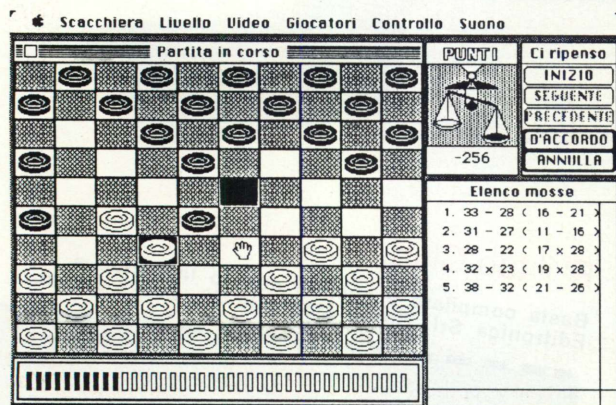 Scacchiera Livello Video Giocatori Controllo Suono
Partita in corso
PUNTI
-256
Ci ripenso
INIZIO
SEGUENTE
PRECEDENTE
D'ACCORDO
ANNULLA
Elenco mosse
1. 33 - 28 ( 16 - 21 )
2. 31 - 27 ( 11 - 16 )
3. 28 - 22 ( 17 x 28 )
4. 32 x 23 ( 19 x 28 )
5. 38 - 32 ( 21 - 26 )